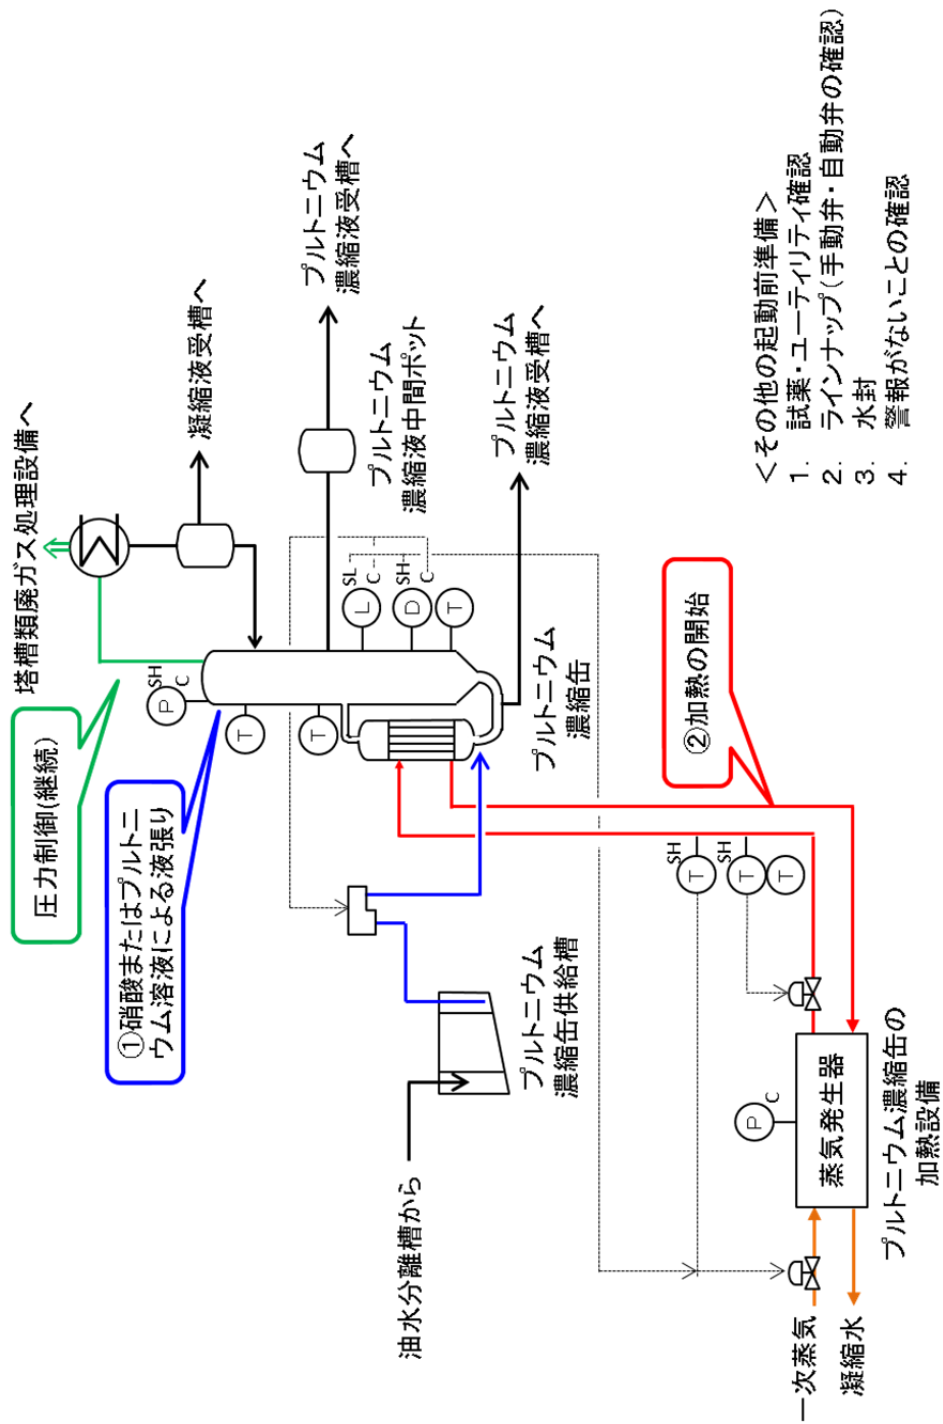 塔槽類廃ガス処理設備へ
圧力制御(継続)
凝縮液受槽へ
①硝酸またはプルトニ
ウム溶液による液張り
P
SH
C
T
T
プルトニウム
濃縮液受槽へ
プルトニウム
濃縮液中間ポット
L
SL
C
D
SH
C
T
プルトニウム
濃縮液受槽へ
プルトニウム
濃縮缶
油水分離槽から
プルトニウム
濃縮缶供給槽
②加熱の開始
SH
T
SH
T
T
P
C
蒸気発生器
一次蒸気
凝縮水
プルトニウム濃縮缶の
加熱設備
＜その他の起動前準備＞
1. 試薬・ユーティリティ確認
2. ラインナップ(手動弁・自動弁の確認)
3. 水封
4. 警報がないことの確認